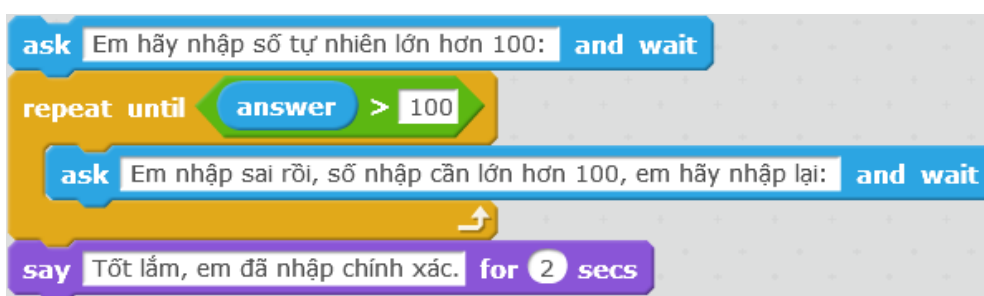 ask Em hãy nhập số tự nhiên lớn hơn 100: and wait
repeat until answer > 100
ask Em nhập sai rồi, số nhập cần lớn hơn 100, em hãy nhập lại: and wait
say Tốt lắm, em đã nhập chính xác. for 2 secs